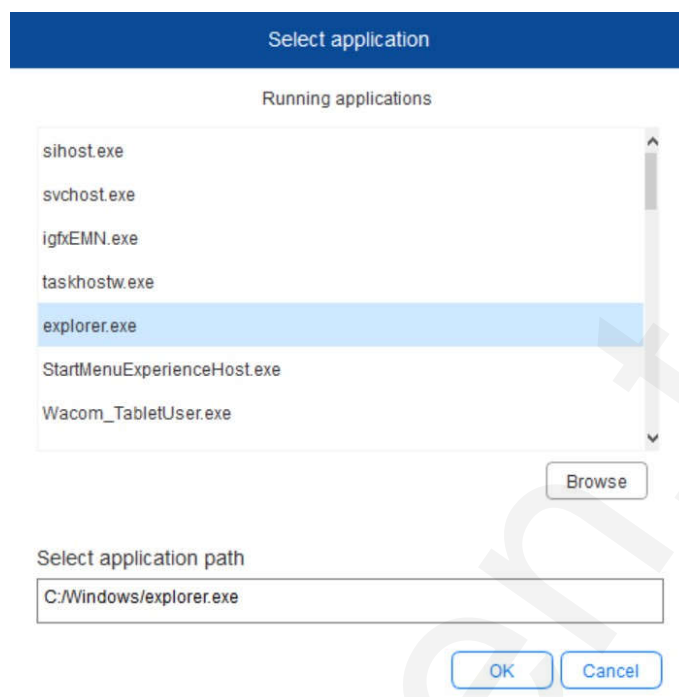 Select application
Running applications
sihost.exe
svchost.exe
igfxEMN.exe
taskhostw.exe
explorer.exe
StartMenuExperienceHost.exe
Wacom_TabletUser.exe
Browse
Select application path
C:/Windows/explorer.exe
OK Cancel